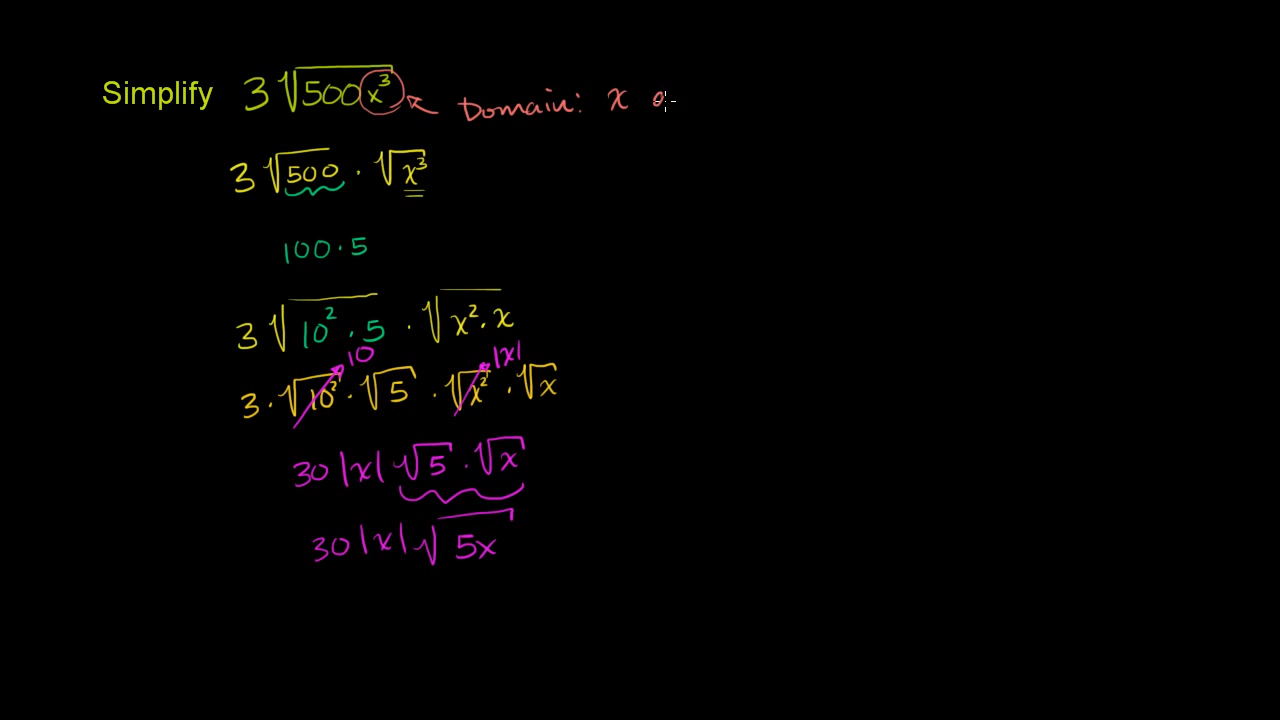 Simplify 3√500x³ Domain: x
3√500 · √x³
100 · 5
3√10² · 5 · √x² · x
10 |x|
3 · √10² · √5 · √x² · √x
30|x|√5 · √x
30|x|√5x